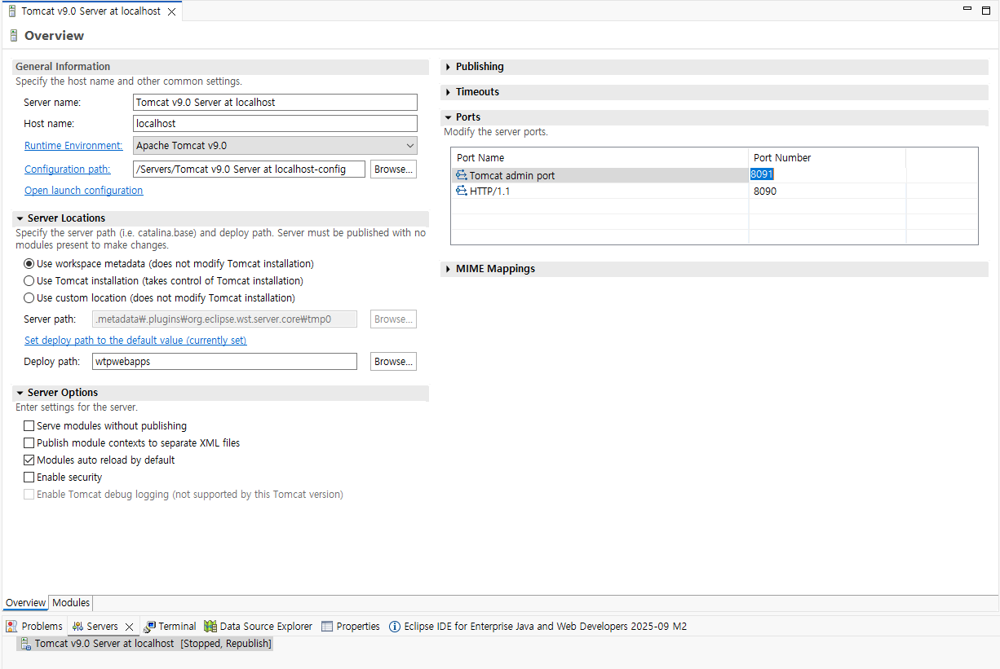 Tomcat v9.0 Server at localhost
Overview
General Information
Specify the host name and other common settings.
Server name: Tomcat v9.0 Server at localhost
Host name: localhost
Runtime Environment: Apache Tomcat v9.0
Configuration path: /Servers/Tomcat v9.0 Server at localhost-config Browse...
Open launch configuration
Server Locations
Specify the server path (i.e. catalina.base) and deploy path. Server must be published with no
modules present to make changes.
Use workspace metadata (does not modify Tomcat installation)
Use Tomcat installation (takes control of Tomcat installation)
Use custom location (does not modify Tomcat installation)
Server path: .metadata₩.plugins₩org.eclipse.wst.server.core₩tmp0 Browse...
Set deploy path to the default value (currently set)
Deploy path: wtpwebapps Browse...
Server Options
Enter settings for the server.
Serve modules without publishing
Publish module contexts to separate XML files
Modules auto reload by default
Enable security
Enable Tomcat debug logging (not supported by this Tomcat version)
Publishing
Timeouts
Ports
Modify the server ports.
Port Name Port Number
Tomcat admin port 8091
HTTP/1.1 8090
MIME Mappings
Overview Modules
Problems Servers Terminal Data Source Explorer Properties Eclipse IDE for Enterprise Java and Web Developers 2025-09 M2
Tomcat v9.0 Server at localhost [Stopped, Republish]